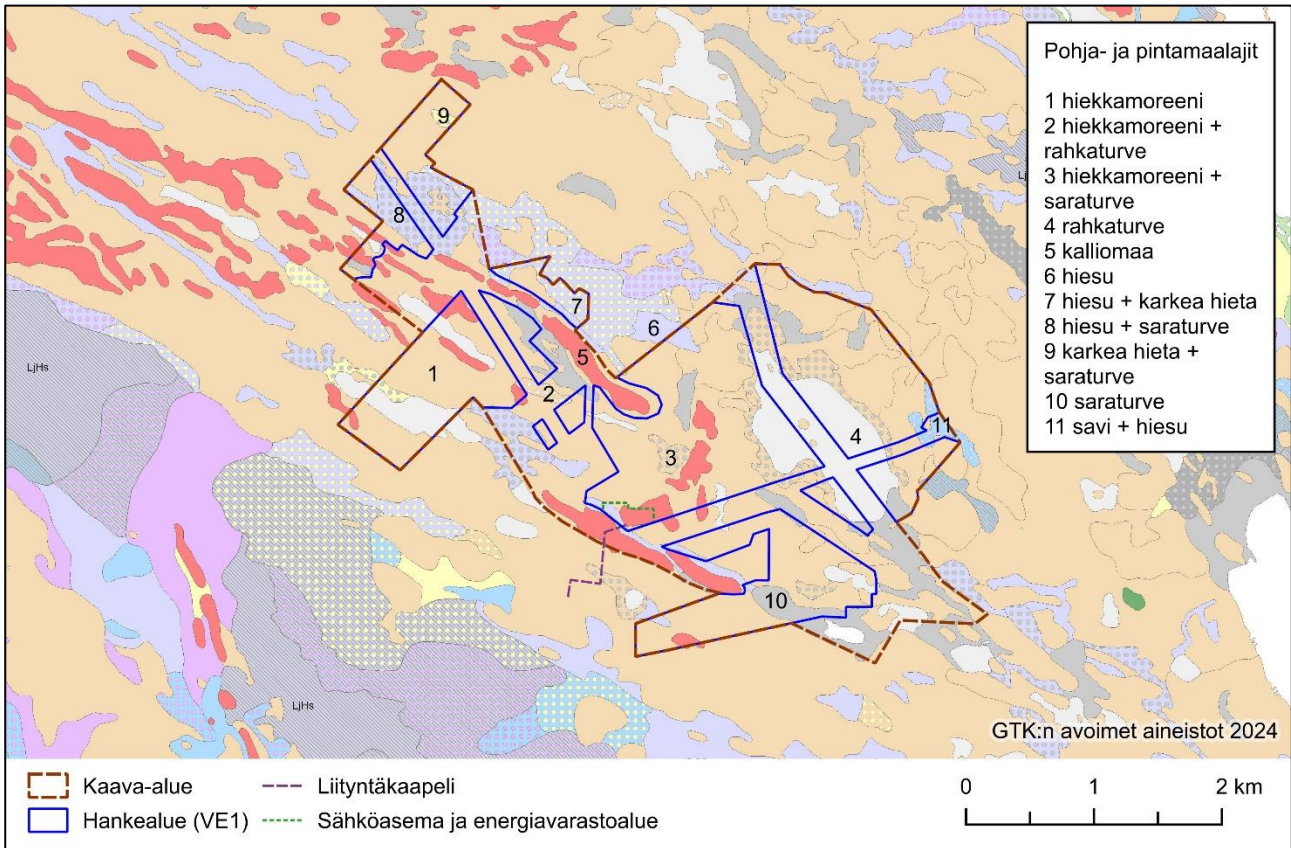 Pohja- ja pintamaalajit
1 hiekkamoreeni
2 hiekkamoreeni +
rahkaturve
3 hiekkamoreeni +
saraturve
4 rahkaturve
5 kalliomaa
6 hiesu
7 hiesu + karkea hieta
8 hiesu + saraturve
9 karkea hieta +
saraturve
10 saraturve
11 savi + hiesu
9
8
7
6
5
1
2
4
11
3
10
LjHs
LjHs
Lj
GTK:n avoimet aineistot 2024
Kaava-alue
Liityntäkaapeli
Hankealue (VE1)
Sähköasema ja energiavarastoalue
0 1 2 km